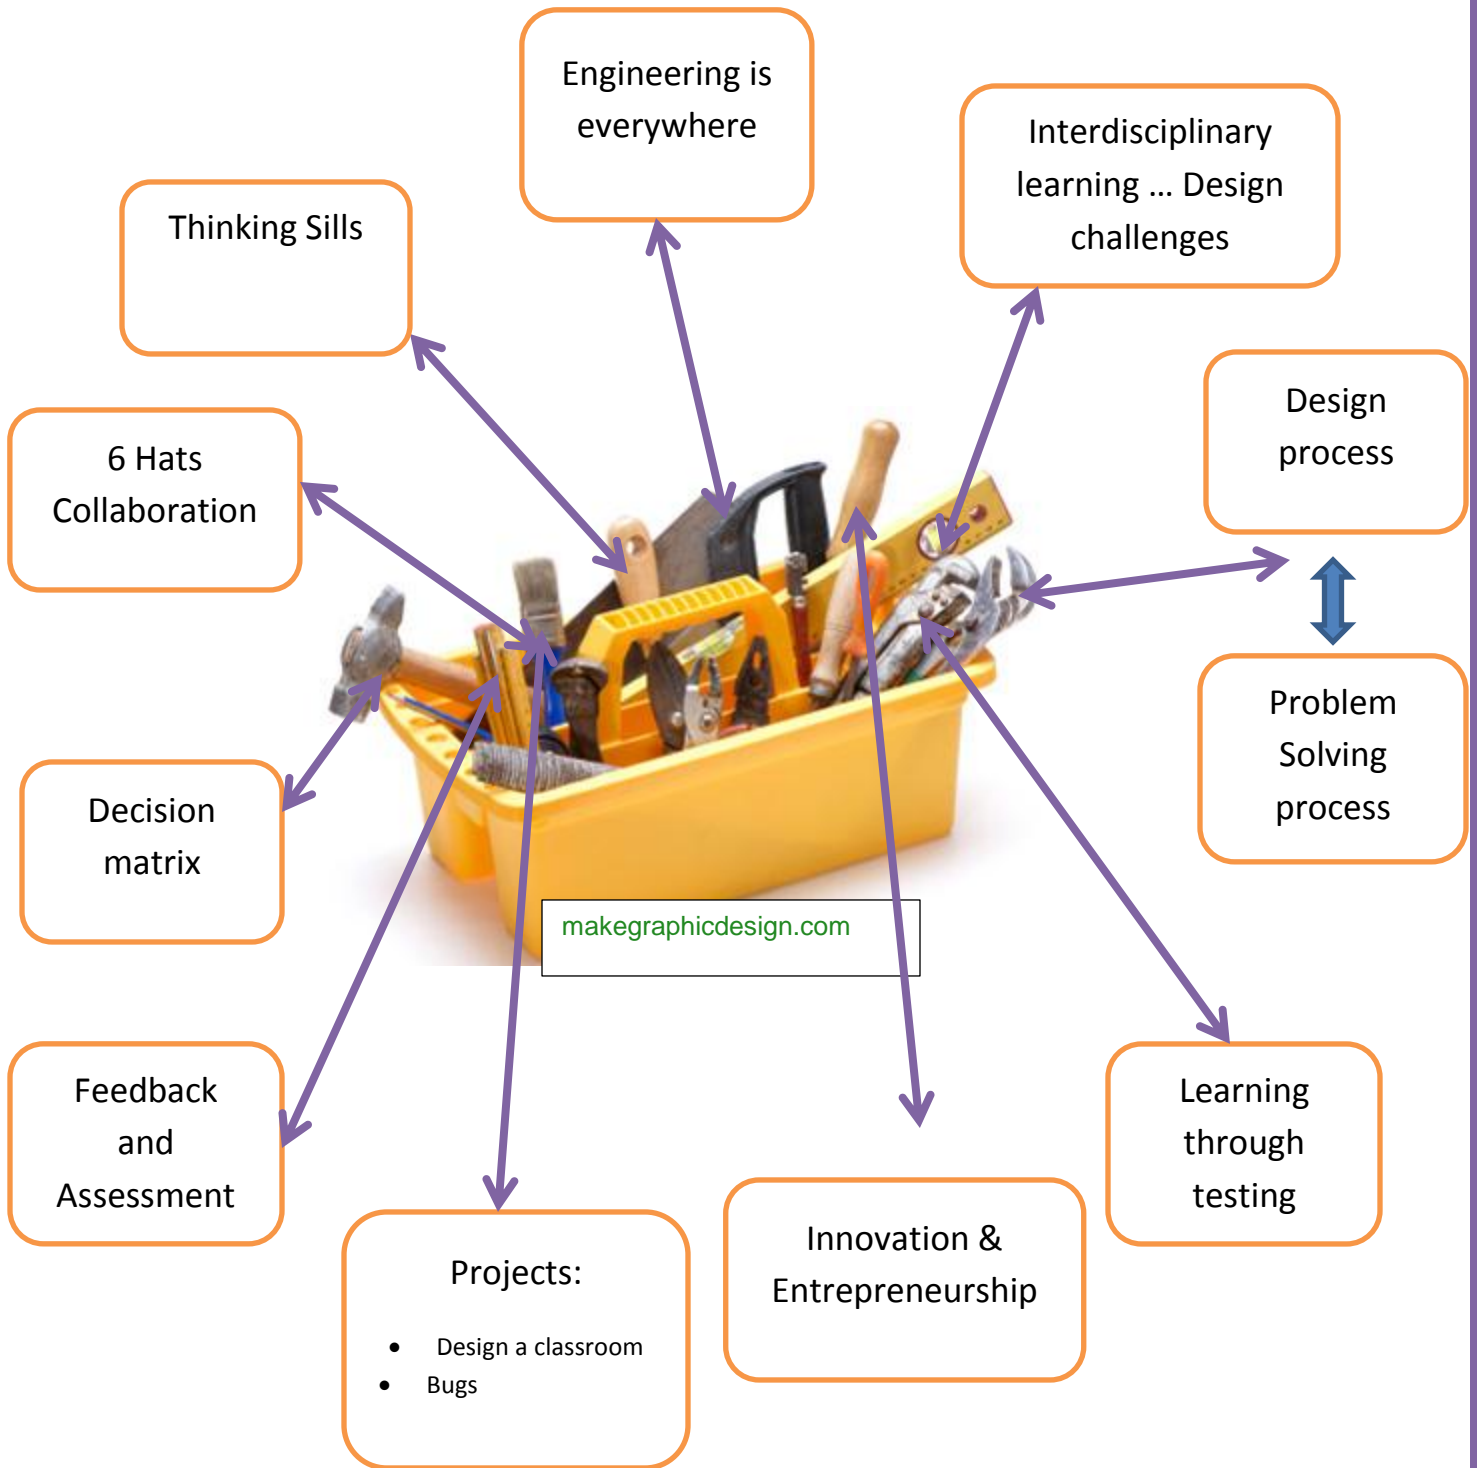 Engineering is
everywhere
Interdisciplinary
learning ... Design
challenges
Thinking Sills
Design
process
6 Hats
Collaboration
Problem
Solving
process
Decision
matrix
makegraphicdesign.com
Feedback
and
Assessment
Learning
through
testing
Innovation &
Entrepreneurship
Projects:
• Design a classroom
• Bugs